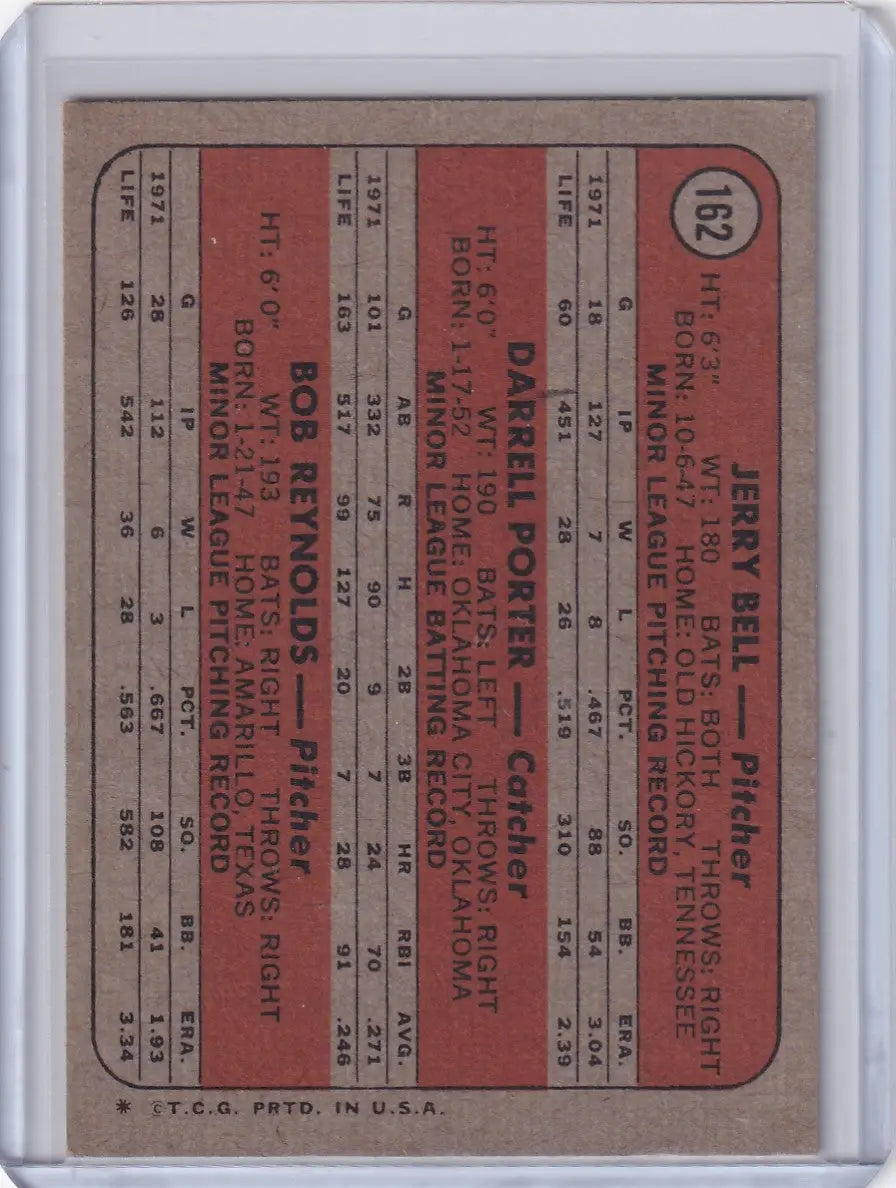 162
JERRY BELL — Pitcher
HT: 6'3" WT: 180 BATS: BOTH THROWS: RIGHT
BORN: 10-6-47 HOME: OLD HICKORY, TENNESSEE
MINOR LEAGUE PITCHING RECORD
G IP W L PCT. SO. BB. ERA.
1971 18 127 7 8 .467 88 54 3.04
LIFE 60 451 28 26 .519 310 154 2.39
DARRELL PORTER — Catcher
HT: 6'0" WT: 190 BATS: LEFT THROWS: RIGHT
BORN: 1-17-52 HOME: OKLAHOMA CITY, OKLAHOMA
MINOR LEAGUE BATTING RECORD
G AB R H 2B 3B HR RBI AVG.
1971 101 332 75 90 9 7 24 70 .271
LIFE 163 517 99 127 20 7 28 91 .246
BOB REYNOLDS — Pitcher
HT: 6'0" WT: 193 BATS: RIGHT THROWS: RIGHT
BORN: 1-21-47 HOME: AMARILLO, TEXAS
MINOR LEAGUE PITCHING RECORD
G IP W L PCT. SO. BB. ERA.
1971 28 112 6 3 .667 108 41 1.93
LIFE 126 542 36 28 .563 582 181 3.34
* ©T.C.G. PRTD. IN U.S.A.